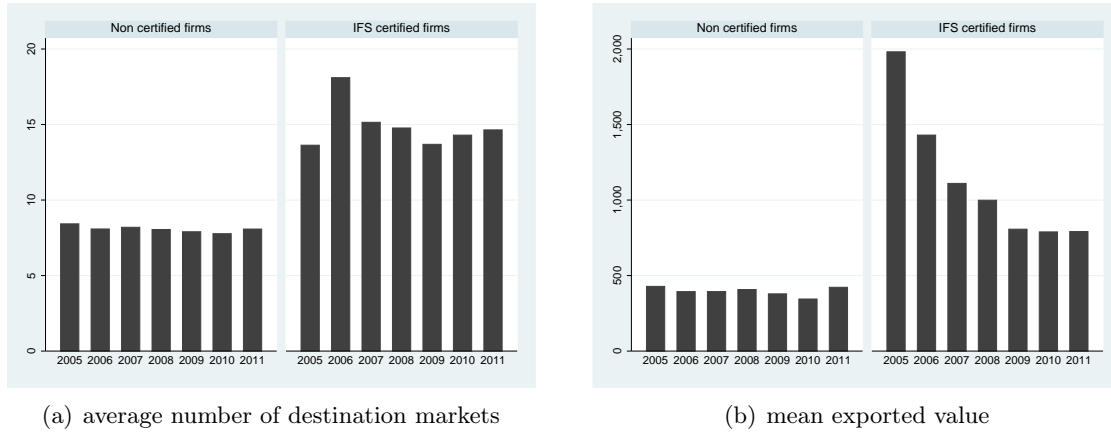 Non certified firms IFS certified firms
20
15
10
5
0
2005 2006 2007 2008 2009 2010 2011 2005 2006 2007 2008 2009 2010 2011
(a) average number of destination markets
Non certified firms IFS certified firms
2,000
1,500
1,000
500
0
2005 2006 2007 2008 2009 2010 2011 2005 2006 2007 2008 2009 2010 2011
(b) mean exported value